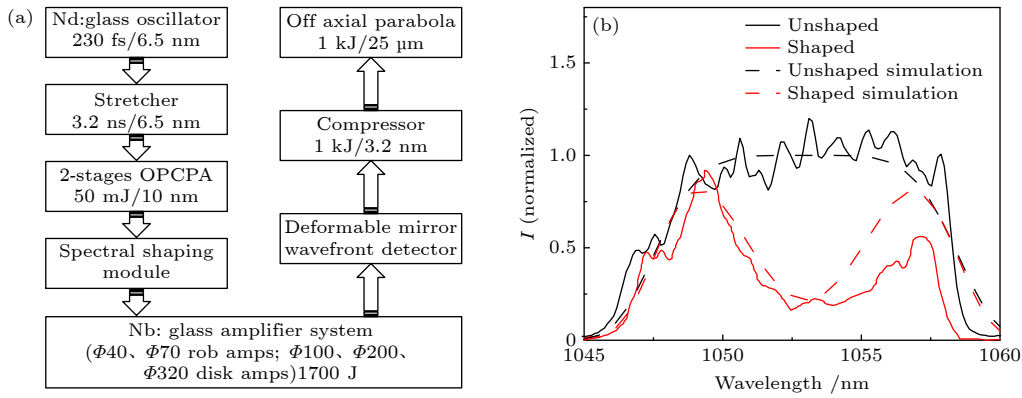 (a)
Nd:glass oscillator
230 fs/6.5 nm
Stretcher
3.2 ns/6.5 nm
2-stages OPCPA
50 mJ/10 nm
Spectral shaping
module
Nb: glass amplifier system
(Φ40、Φ70 rob amps; Φ100、Φ200、
Φ320 disk amps)1700 J
Deformable mirror
wavefront detector
Compressor
1 kJ/3.2 nm
Off axial parabola
1 kJ/25 μm
(b)
Unshaped
Shaped
Unshaped simulation
Shaped simulation
I (normalized)
1.5
1.0
0.5
0
1045
1050
1055
1060
Wavelength /nm